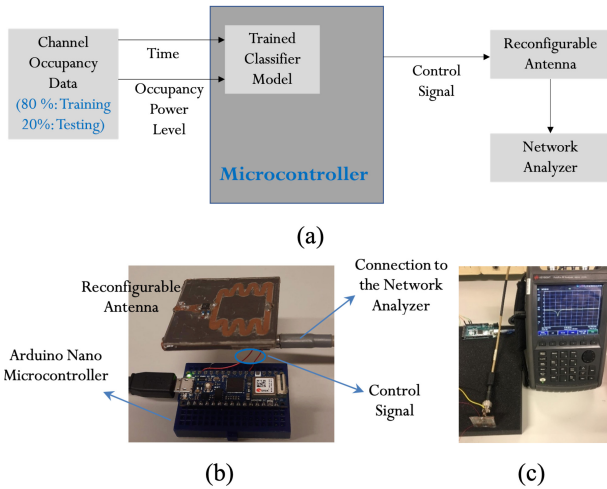 Channel
Occupancy
Data
(80 %: Training
20%: Testing)
Time
Occupancy
Power
Level
Trained
Classifier
Model
Microcontroller
Control
Signal
Reconfigurable
Antenna
Network
Analyzer
(a)
Reconfigurable
Antenna
Arduino Nano
Microcontroller
Connection to
the Network
Analyzer
Control
Signal
(b)
(c)